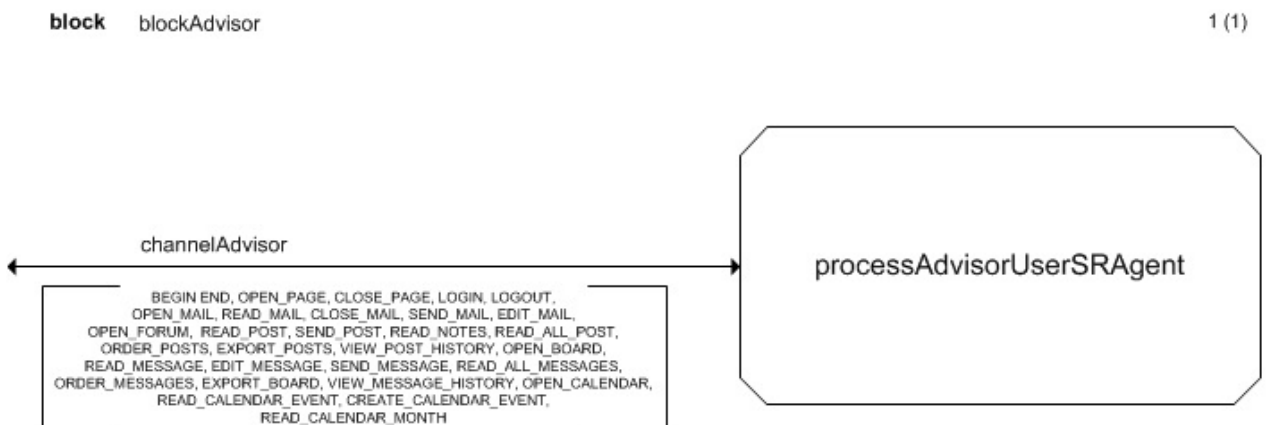 block blockAdvisor 1 (1)
channelAdvisor
processAdvisorUserSRAgent
BEGIN END, OPEN_PAGE, CLOSE_PAGE, LOGIN, LOGOUT,
OPEN_MAIL, READ_MAIL, CLOSE_MAIL, SEND_MAIL, EDIT_MAIL,
OPEN_FORUM, READ_POST, SEND_POST, READ_NOTES, READ_ALL_POST,
ORDER_POSTS, EXPORT_POSTS, VIEW_POST_HISTORY, OPEN_BOARD,
READ_MESSAGE, EDIT_MESSAGE, SEND_MESSAGE, READ_ALL_MESSAGES,
ORDER_MESSAGES, EXPORT_BOARD, VIEW_MESSAGE_HISTORY, OPEN_CALENDAR,
READ_CALENDAR_EVENT, CREATE_CALENDAR_EVENT,
READ_CALENDAR_MONTH